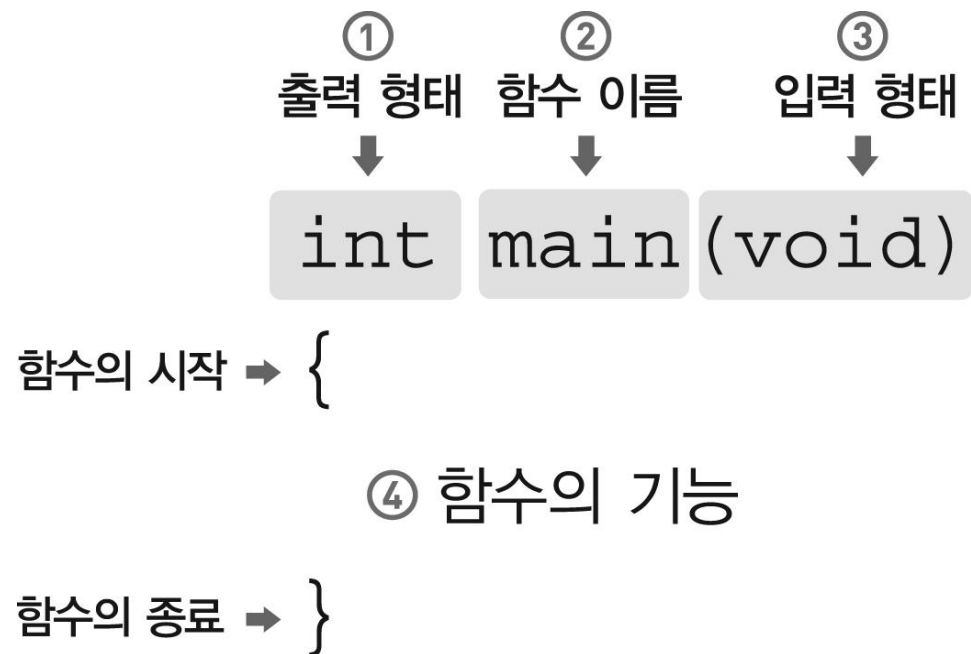 ① ② ③
출력 형태 함수 이름 입력 형태
int main(void)
함수의 시작 ➡ {
④ 함수의 기능
함수의 종료 ➡ }